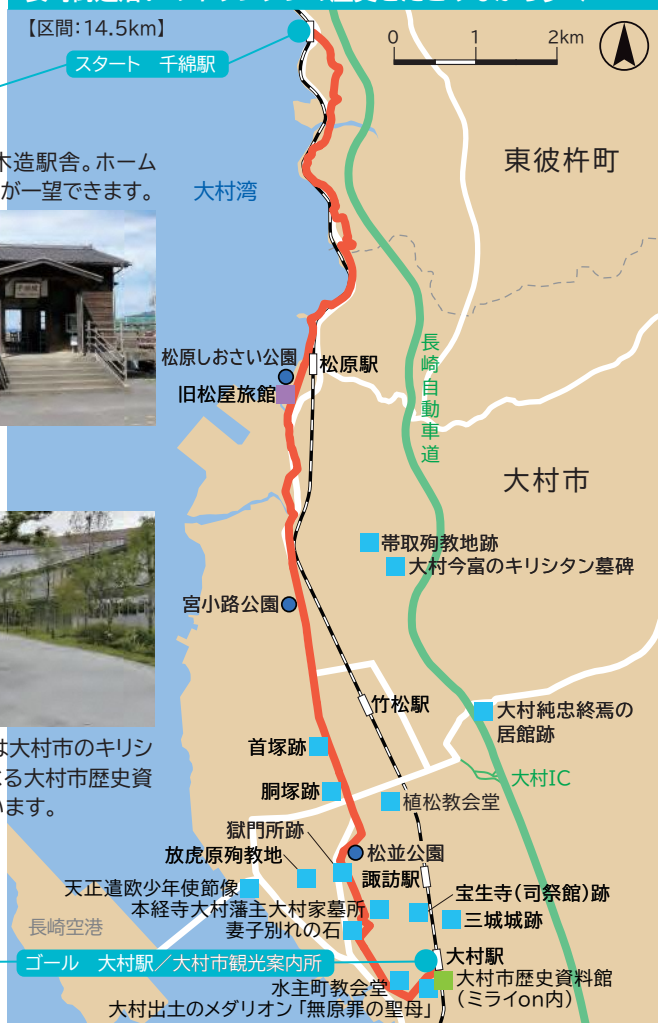 【区間:14.5km】
スタート 千綿駅
0 1 2km
東彼杵町
木造駅舎。ホーム
が一望できます。
大村湾
千綿駅
長崎自動車道
松原しおさい公園
松原駅
旧松屋旅館
大村市
帯取殉教地跡
大村今富のキリシタン墓碑
宮小路公園
竹松駅
大村純忠終焉の
居館跡
首塚跡
は大村市のキリシ
る大村市歴史資
います。
大村IC
胴塚跡
植松教会堂
獄門所跡
松並公園
放虎原殉教地
諏訪駅
天正遣欧少年使節像
宝生寺(司祭館)跡
本経寺大村藩主大村家墓所
三城城跡
妻子別れの石
長崎空港
大村駅
ゴール 大村駅/大村市観光案内所
水主町教会堂
大村市歴史資料館
(ミライon内)
大村出土のメダリオン「無原罪の聖母」